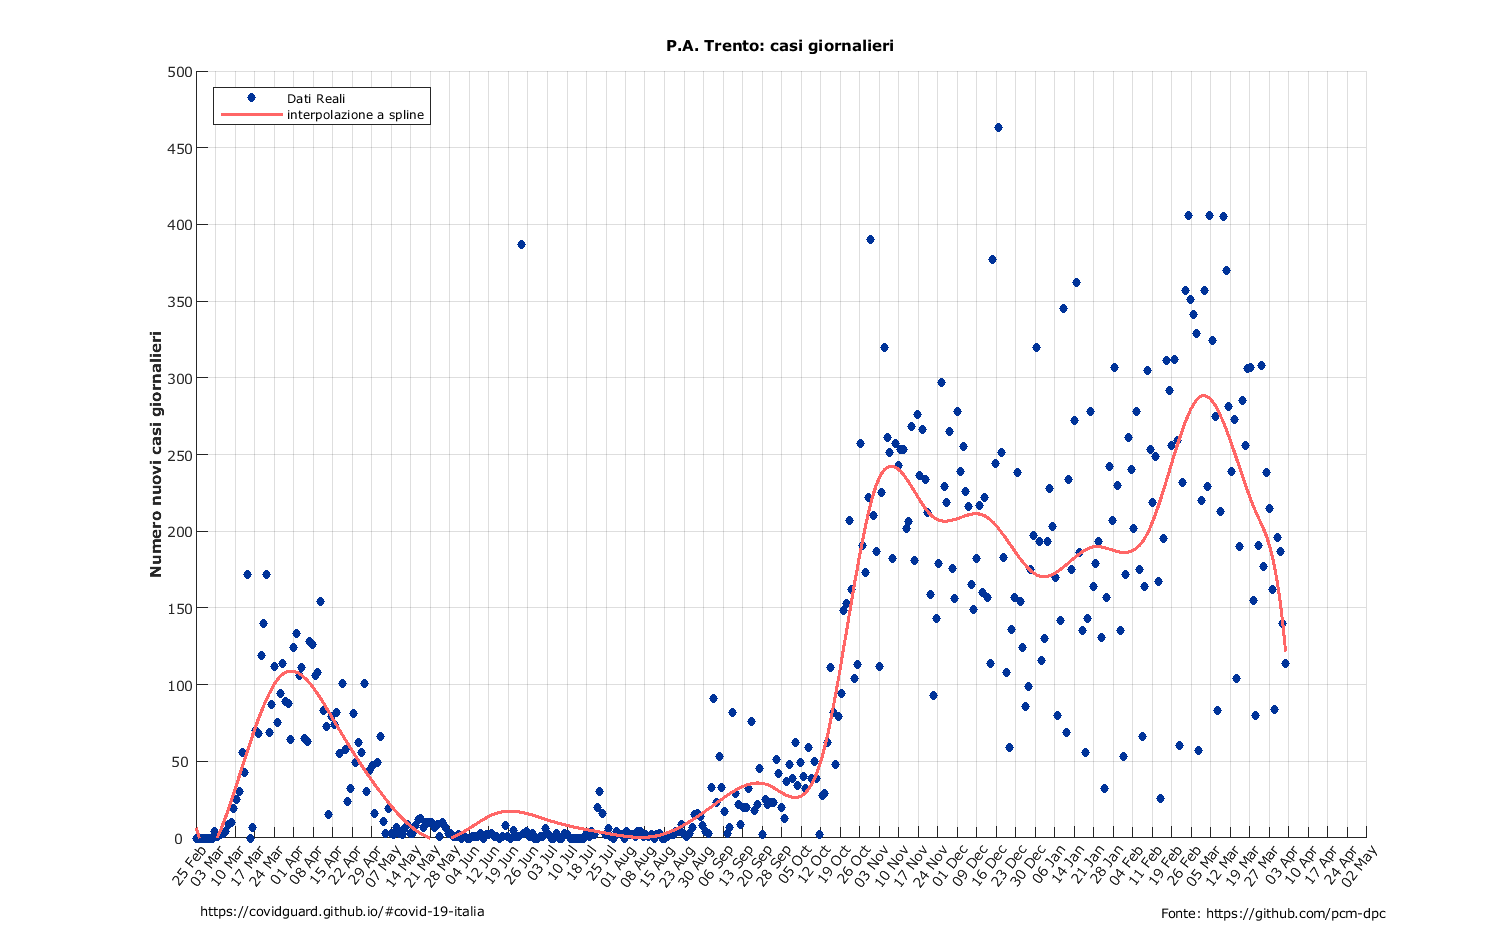 P.A. Trento: casi giornalieri
Dati Reali
interpolazione a spline
Numero nuovi casi giornalieri
500
450
400
350
300
250
200
150
100
50
0
25 Feb
03 Mar
10 Mar
17 Mar
24 Mar
01 Apr
08 Apr
15 Apr
22 Apr
29 Apr
07 May
14 May
21 May
28 May
04 Jun
12 Jun
19 Jun
26 Jun
03 Jul
10 Jul
18 Jul
25 Jul
01 Aug
08 Aug
15 Aug
23 Aug
30 Aug
06 Sep
13 Sep
20 Sep
28 Sep
05 Oct
12 Oct
19 Oct
26 Oct
03 Nov
10 Nov
17 Nov
24 Nov
01 Dec
09 Dec
16 Dec
23 Dec
30 Dec
06 Jan
14 Jan
21 Jan
28 Jan
04 Feb
11 Feb
19 Feb
26 Feb
05 Mar
12 Mar
19 Mar
27 Mar
03 Apr
10 Apr
17 Apr
24 Apr
02 May
https://covidguard.github.io/#covid-19-italia
Fonte: https://github.com/pcm-dpc